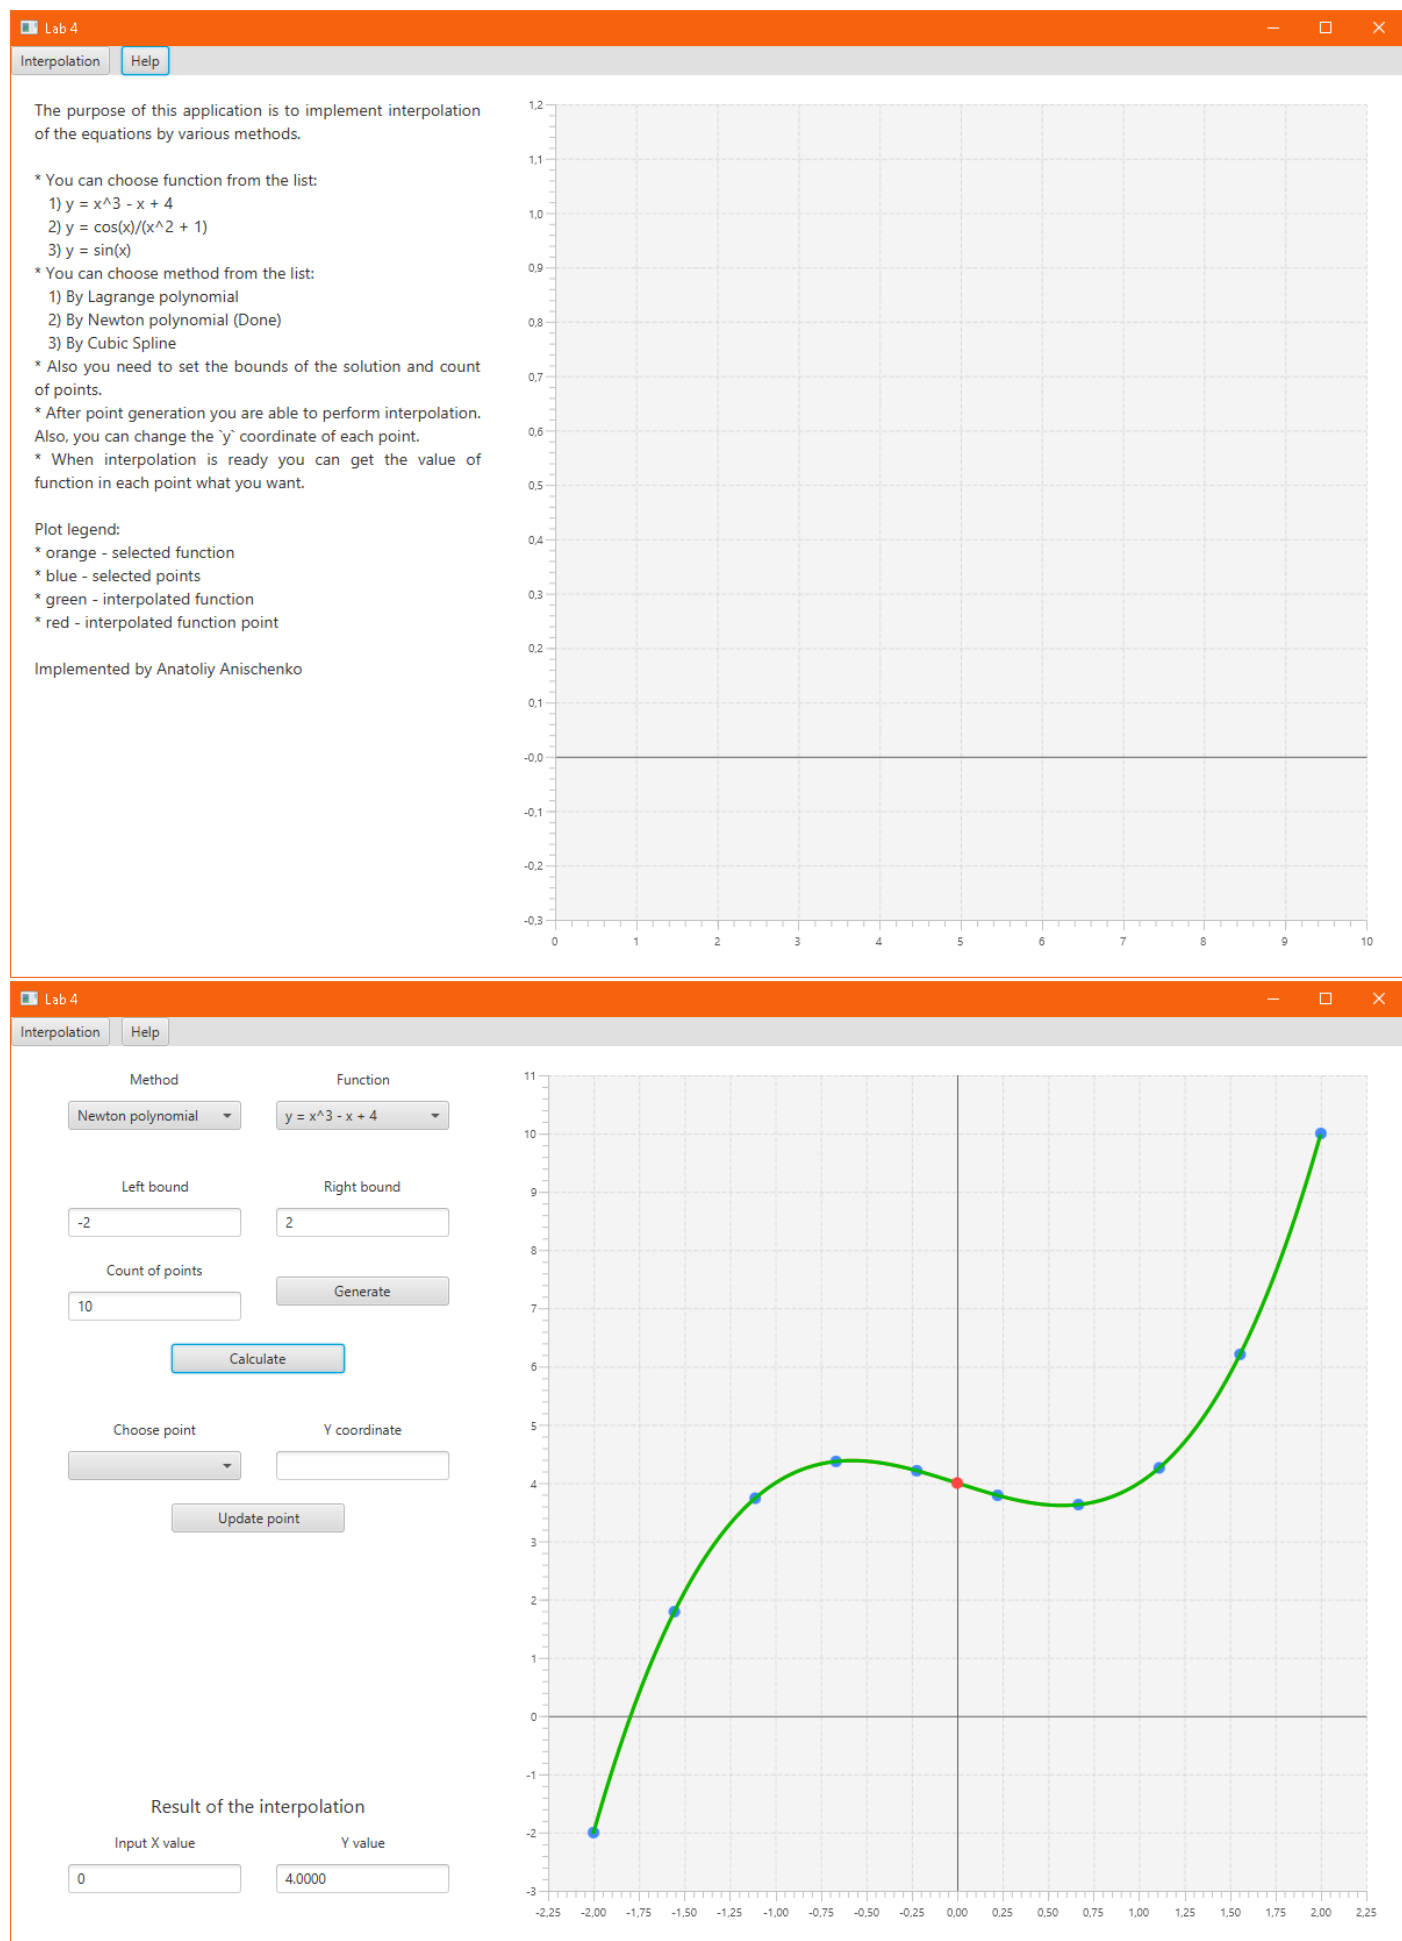 Lab 4
Interpolation Help
The purpose of this application is to implement interpolation
of the equations by various methods.
* You can choose function from the list:
1) y = x^3 - x + 4
2) y = cos(x)/(x^2 + 1)
3) y = sin(x)
* You can choose method from the list:
1) By Lagrange polynomial
2) By Newton polynomial (Done)
3) By Cubic Spline
* Also you need to set the bounds of the solution and count
of points.
* After point generation you are able to perform interpolation.
Also, you can change the `y` coordinate of each point.
* When interpolation is ready you can get the value of
function in each point what you want.
Plot legend:
* orange - selected function
* blue - selected points
* green - interpolated function
* red - interpolated function point
Implemented by Anatoliy Anischenko
1,2
1,1
1,0
0,9
0,8
0,7
0,6
0,5
0,4
0,3
0,2
0,1
-0,0
-0,1
-0,2
-0,3
0 1 2 3 4 5 6 7 8 9 10
Lab 4
Interpolation Help
Method Function
Newton polynomial y = x^3 - x + 4
Left bound Right bound
-2 2
Count of points
10 Generate
Calculate
Choose point Y coordinate
Update point
Result of the interpolation
Input X value Y value
0 4.0000
11
10
9
8
7
6
5
4
3
2
1
0
-1
-2
-3
-2,25 -2,00 -1,75 -1,50 -1,25 -1,00 -0,75 -0,50 -0,25 0,00 0,25 0,50 0,75 1,00 1,25 1,50 1,75 2,00 2,25